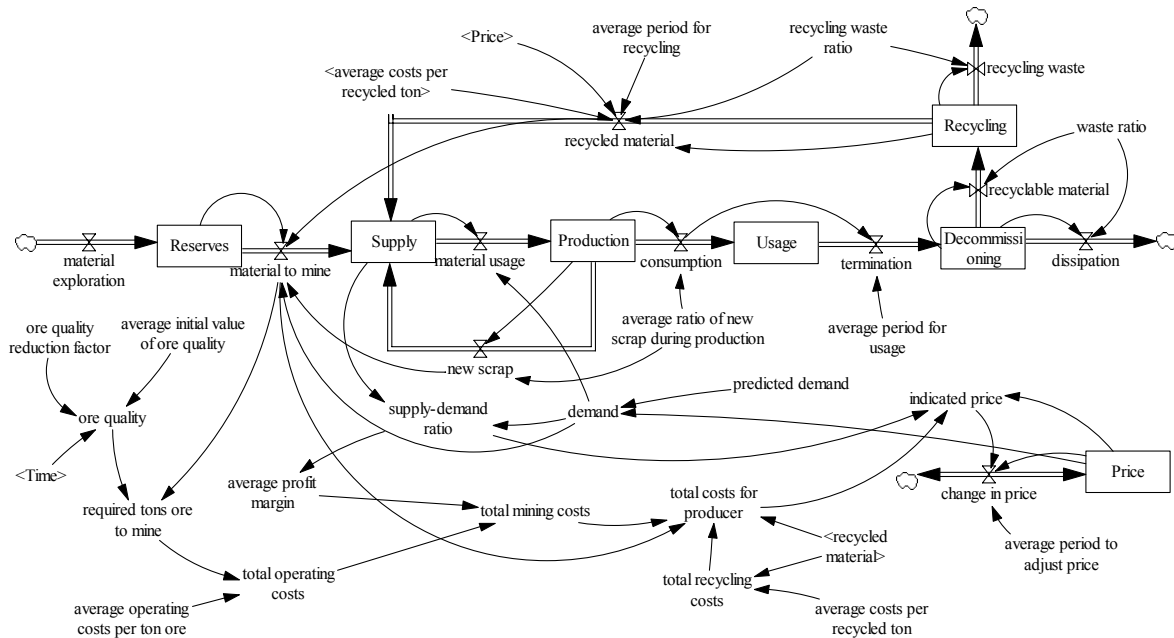 <Price>
average period for
recycling
recycling waste
ratio
recycling waste
<average costs per
recycled ton>
Recycling
waste ratio
recycled material
recyclable material
Reserves
Supply
Production
Usage
Decommissi
oning
material
exploration
material to mine
material usage
consumption
termination
dissipation
ore quality
reduction factor
average initial value
of ore quality
average ratio of new
scrap during production
average period for
usage
new scrap
predicted demand
indicated price
ore quality
supply-demand
ratio
demand
<Time>
Price
average profit
margin
change in price
required tons ore
to mine
total mining costs
total costs for
producer
<recycled
material>
average period to
adjust price
total operating
costs
total recycling
costs
average operating
costs per ton ore
average costs per
recycled ton